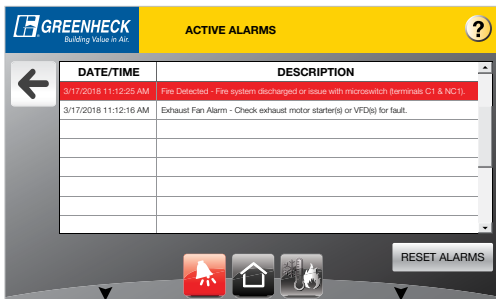 GREENHECK
Building Value in Air.
ACTIVE ALARMS
?
DATE/TIME DESCRIPTION
3/17/2018 11:12:25 AM Fire Detected - Fire system discharged or issue with microswitch (terminals C1 & NC1).
3/17/2018 11:12:16 AM Exhaust Fan Alarm - Check exhaust motor starter(s) or VFD(s) for fault.
RESET ALARMS